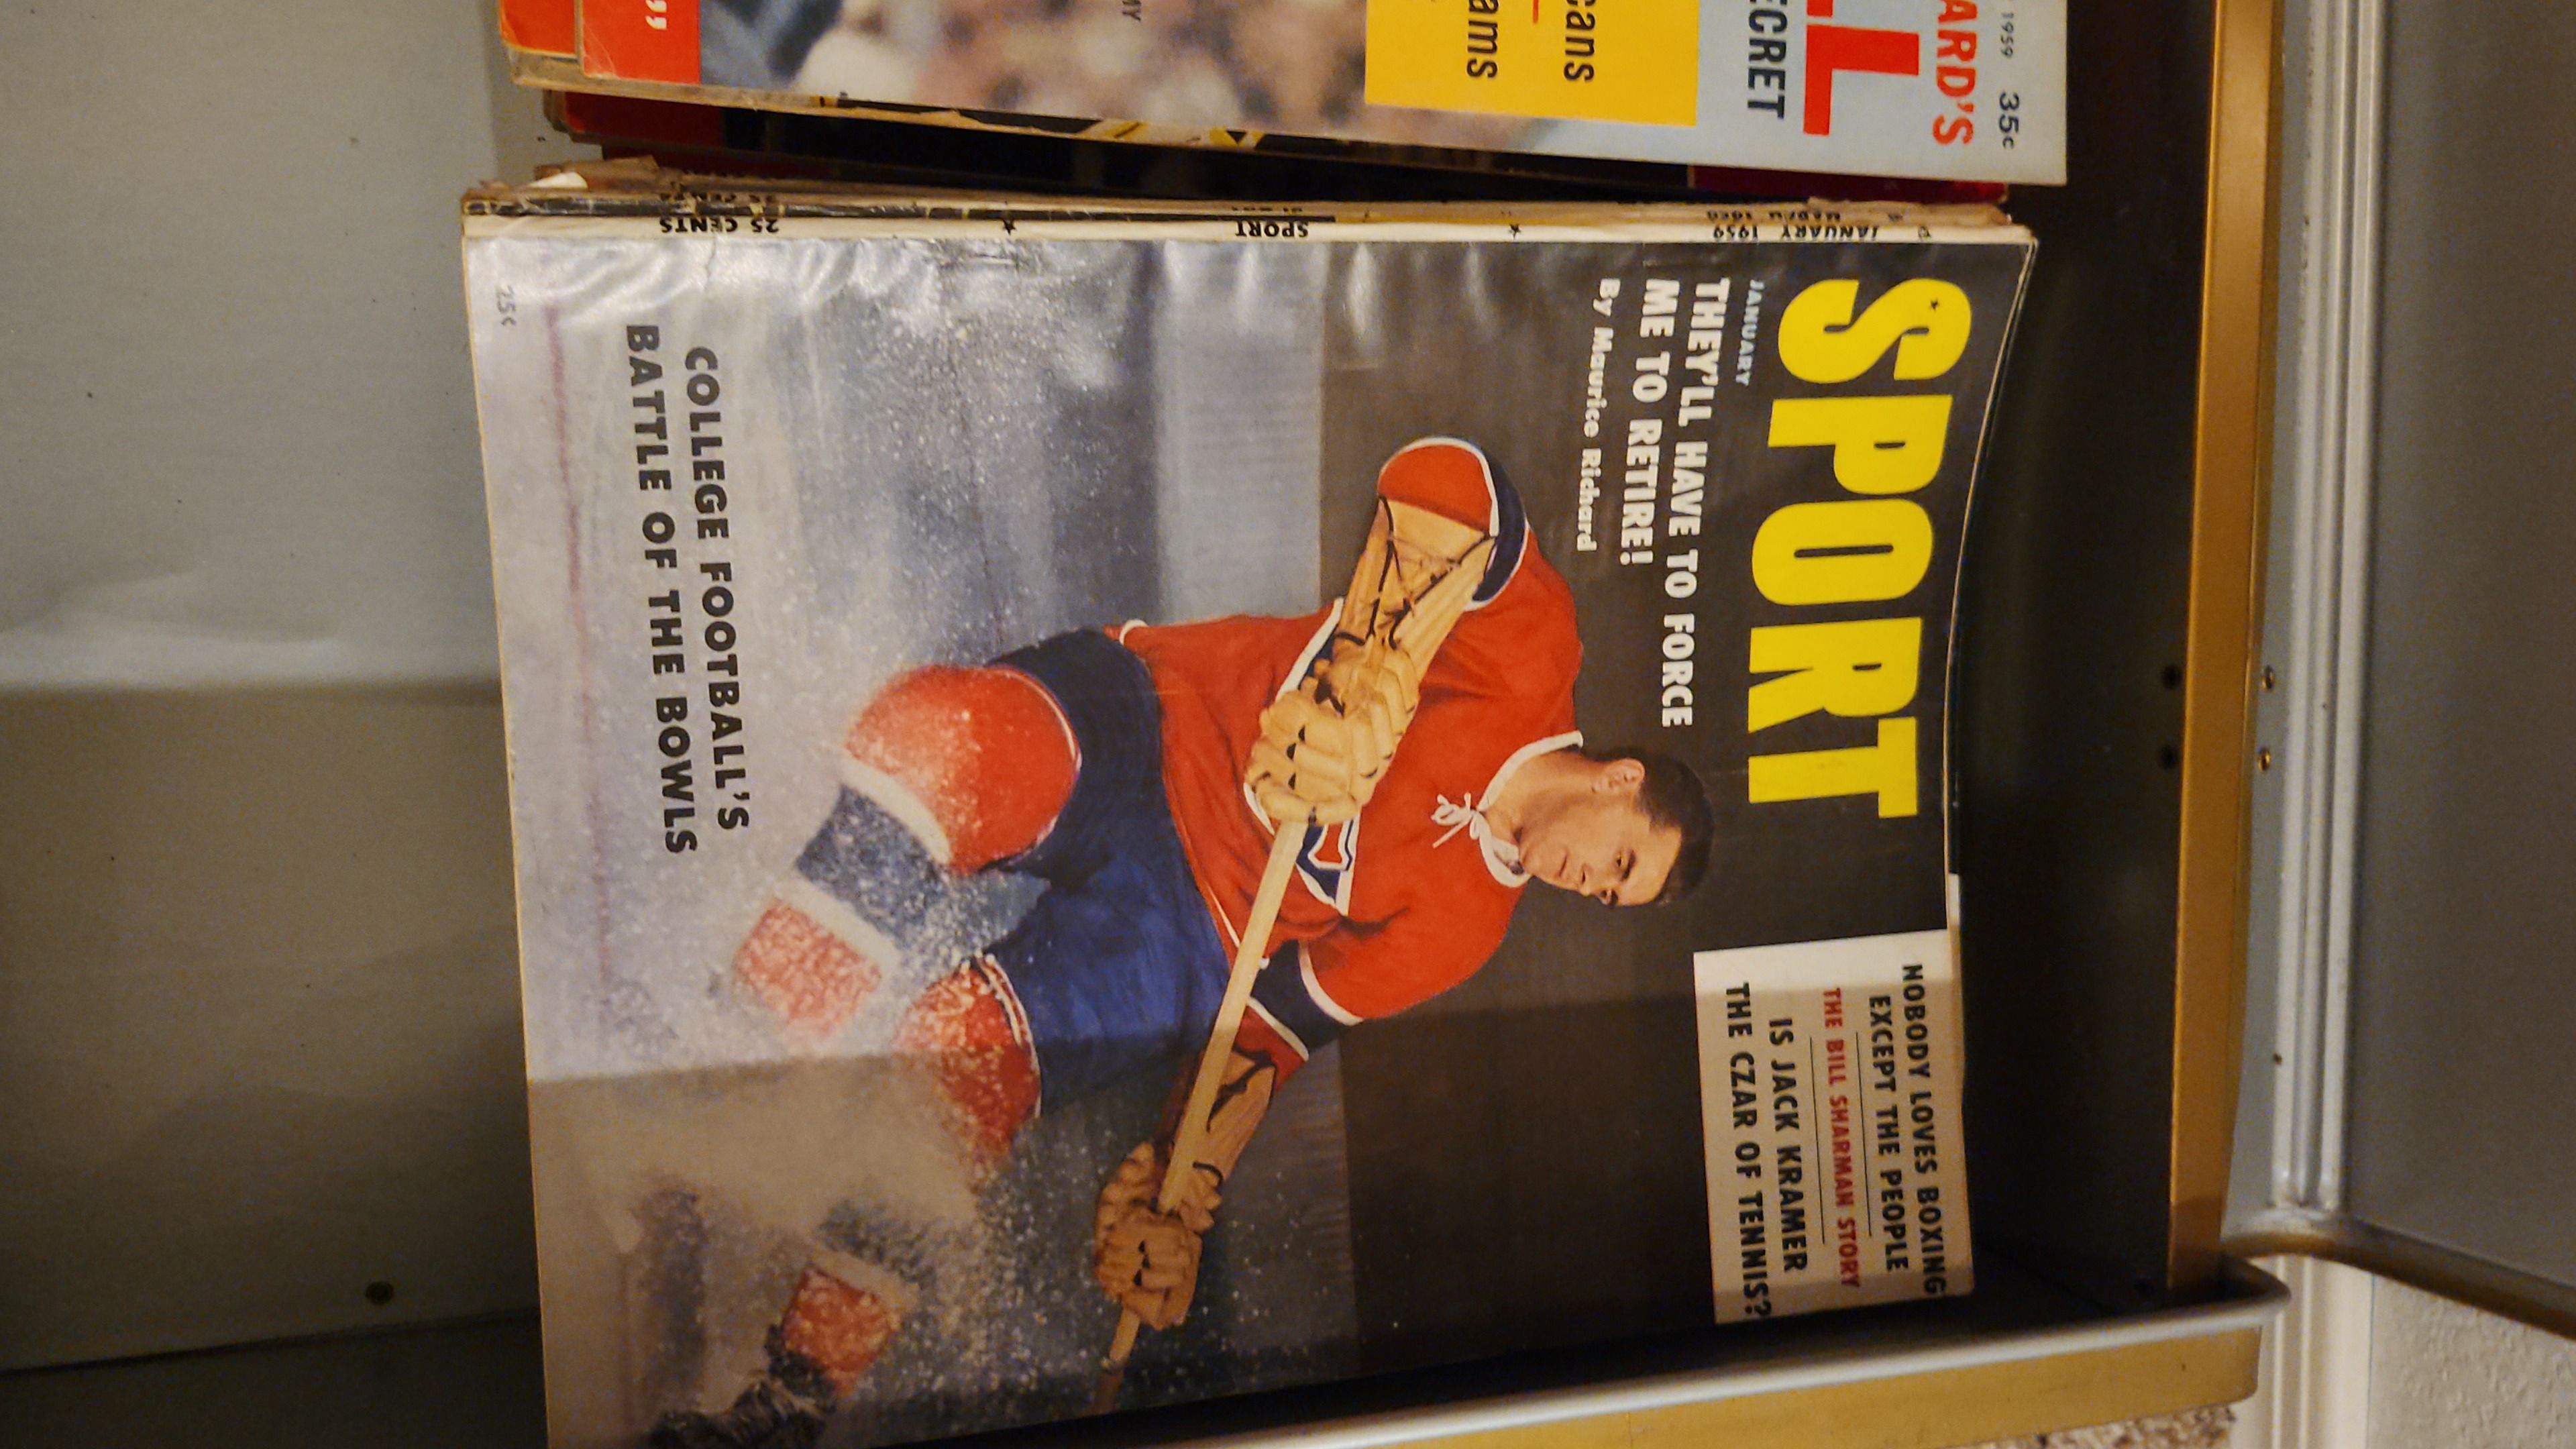 SPORT
JANUARY
THEY'LL HAVE TO FORCE
ME TO RETIRE!
By Maurice Richard
NOBODY LOVES BOXING
EXCEPT THE PEOPLE
THE BILL SHARMAN STORY
IS JACK KRAMER
THE CZAR OF TENNIS?
COLLEGE FOOTBALL'S
BATTLE OF THE BOWLS
25¢
JANUARY 1959 ★ SPORT ★ 25 CENTS
1959 35¢
ARD'S
LL
ECRET
cans
ams